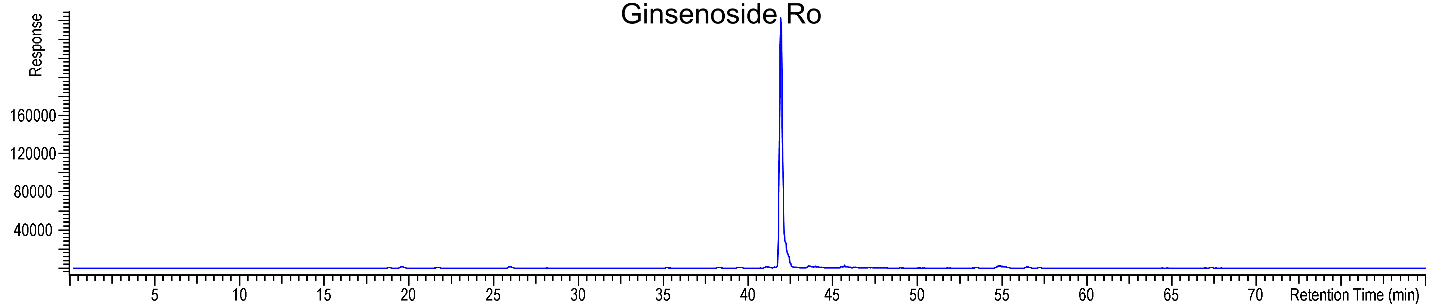 Ginsenoside Ro
Response
160000
120000
80000
40000
5 10 15 20 25 30 35 40 45 50 55 60 65 70 Retention Time (min)